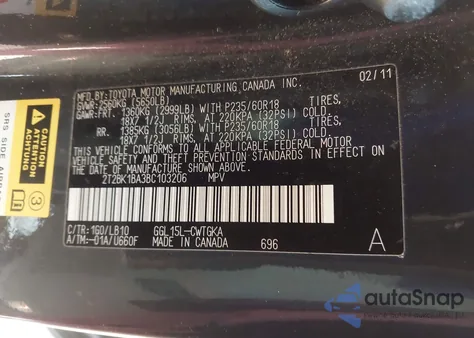 MFD.BY: TOYOTA MOTOR MANUFACTURING CANADA INC. 02/11
GVWR: 2560KG (5650LB)
GAWR:FRT. 1360KG (2999LB) WITH P235/60R18 TIRES,
18X7 1/2J RIMS, AT 220KPA (32PSI) COLD
RR. 1385KG (3056LB) WITH P235/60R18 TIRES,
18X7 1/2J RIMS, AT 220KPA (32PSI) COLD
THIS VEHICLE CONFORMS TO ALL APPLICABLE FEDERAL MOTOR
VEHICLE SAFETY AND THEFT PREVENTION STANDARDS IN EFFECT ON
THE DATE OF MANUFACTURE SHOWN ABOVE.
2T2BK1BA3BC103206 MPV
C/TR:1G0/LB10 GGL15L-CWTGKA
A/TM:-01A/U660F MADE IN CANADA 696 A
SRS SIDE
3
autoSnap